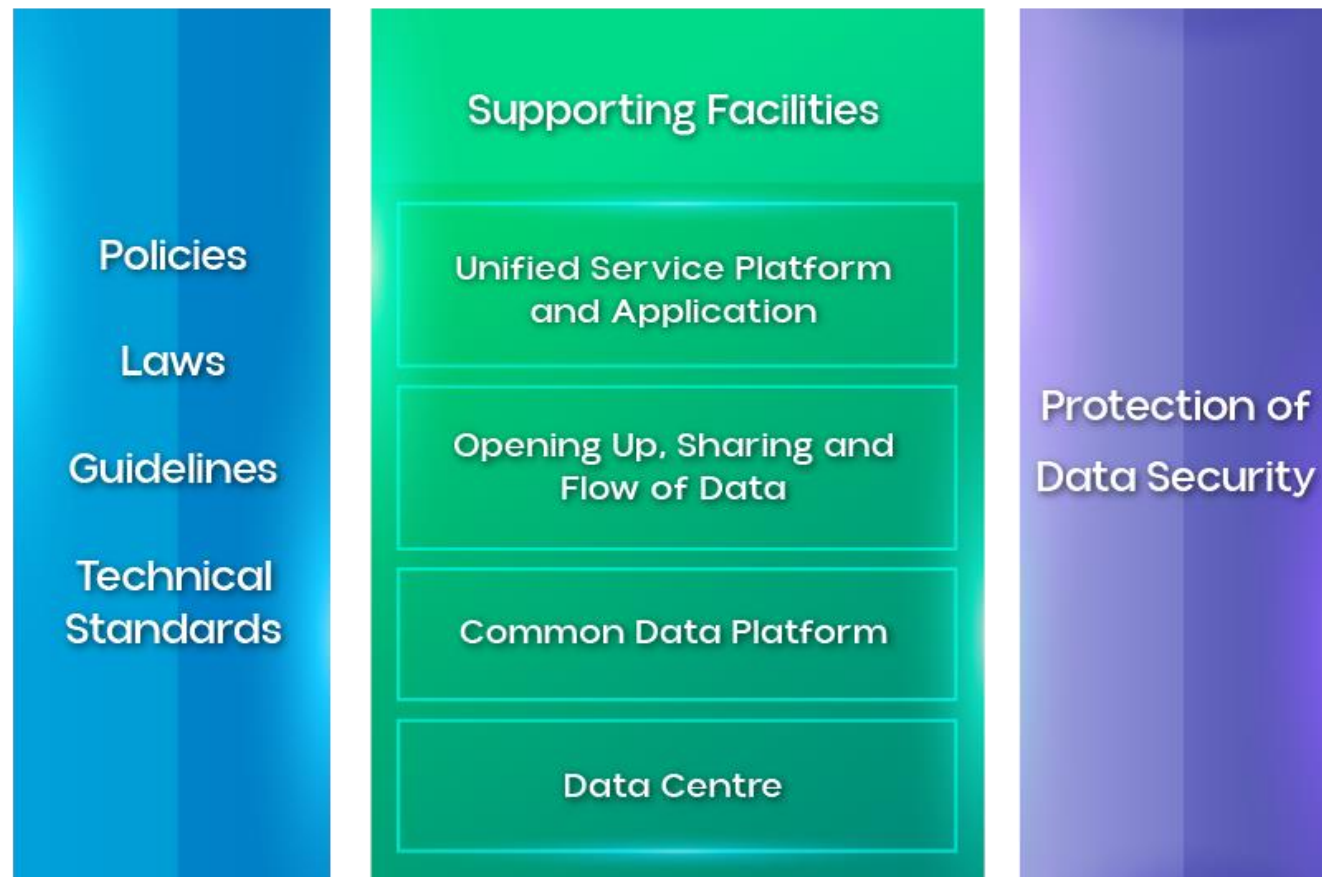 Policies
Laws
Guidelines
Technical
Standards
Supporting Facilities
Unified Service Platform
and Application
Opening Up, Sharing and
Flow of Data
Common Data Platform
Data Centre
Protection of
Data Security